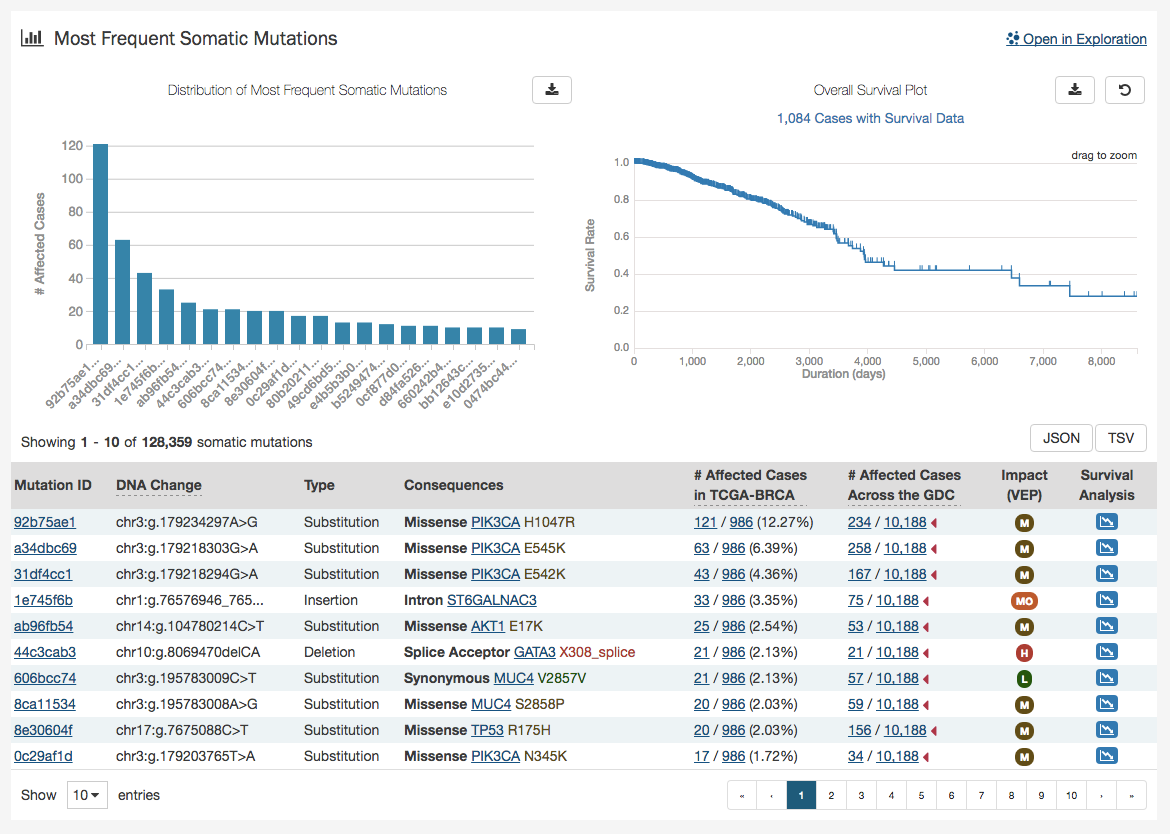 Most Frequent Somatic Mutations
Open in Exploration
Distribution of Most Frequent Somatic Mutations
# Affected Cases
120
100
80
60
40
20
0
92b75ae1...
a34dbc69...
31df4cc1...
1e745f6b...
ab96fb54...
44c3cab3...
606bcc74...
8ca11534...
8e30604f...
0c29af1d...
80b20211...
49cd6bd5...
e4b5b3b0...
b5249474...
0cf877d0...
d84fa526...
660242b4...
bb12643c...
e10d2735...
0474bc44...
Overall Survival Plot
1,084 Cases with Survival Data
drag to zoom
Survival Rate
1.0
0.8
0.6
0.4
0.2
0.0
0 1,000 2,000 3,000 4,000 5,000 6,000 7,000 8,000
Duration (days)
Showing 1 - 10 of 128,359 somatic mutations
JSON TSV
Mutation ID DNA Change Type Consequences # Affected Cases in TCGA-BRCA # Affected Cases Across the GDC Impact (VEP) Survival Analysis
92b75ae1 chr3:g.179234297A>G Substitution Missense PIK3CA H1047R 121 / 986 (12.27%) 234 / 10,188 M
a34dbc69 chr3:g.179218303G>A Substitution Missense PIK3CA E545K 63 / 986 (6.39%) 258 / 10,188 M
31df4cc1 chr3:g.179218294G>A Substitution Missense PIK3CA E542K 43 / 986 (4.36%) 167 / 10,188 M
1e745f6b chr1:g.76576946_765... Insertion Intron ST6GALNAC3 33 / 986 (3.35%) 75 / 10,188 MO
ab96fb54 chr14:g.104780214C>T Substitution Missense AKT1 E17K 25 / 986 (2.54%) 53 / 10,188 M
44c3cab3 chr10:g.8069470delCA Deletion Splice Acceptor GATA3 X308_splice 21 / 986 (2.13%) 21 / 10,188 H
606bcc74 chr3:g.195783009C>T Substitution Synonymous MUC4 V2857V 21 / 986 (2.13%) 57 / 10,188 L
8ca11534 chr3:g.195783008A>G Substitution Missense MUC4 S2858P 20 / 986 (2.03%) 59 / 10,188 M
8e30604f chr17:g.7675088C>T Substitution Missense TP53 R175H 20 / 986 (2.03%) 156 / 10,188 M
0c29af1d chr3:g.179203765T>A Substitution Missense PIK3CA N345K 17 / 986 (1.72%) 34 / 10,188 M
Show 10 entries
« ‹ 1 2 3 4 5 6 7 8 9 10 › »